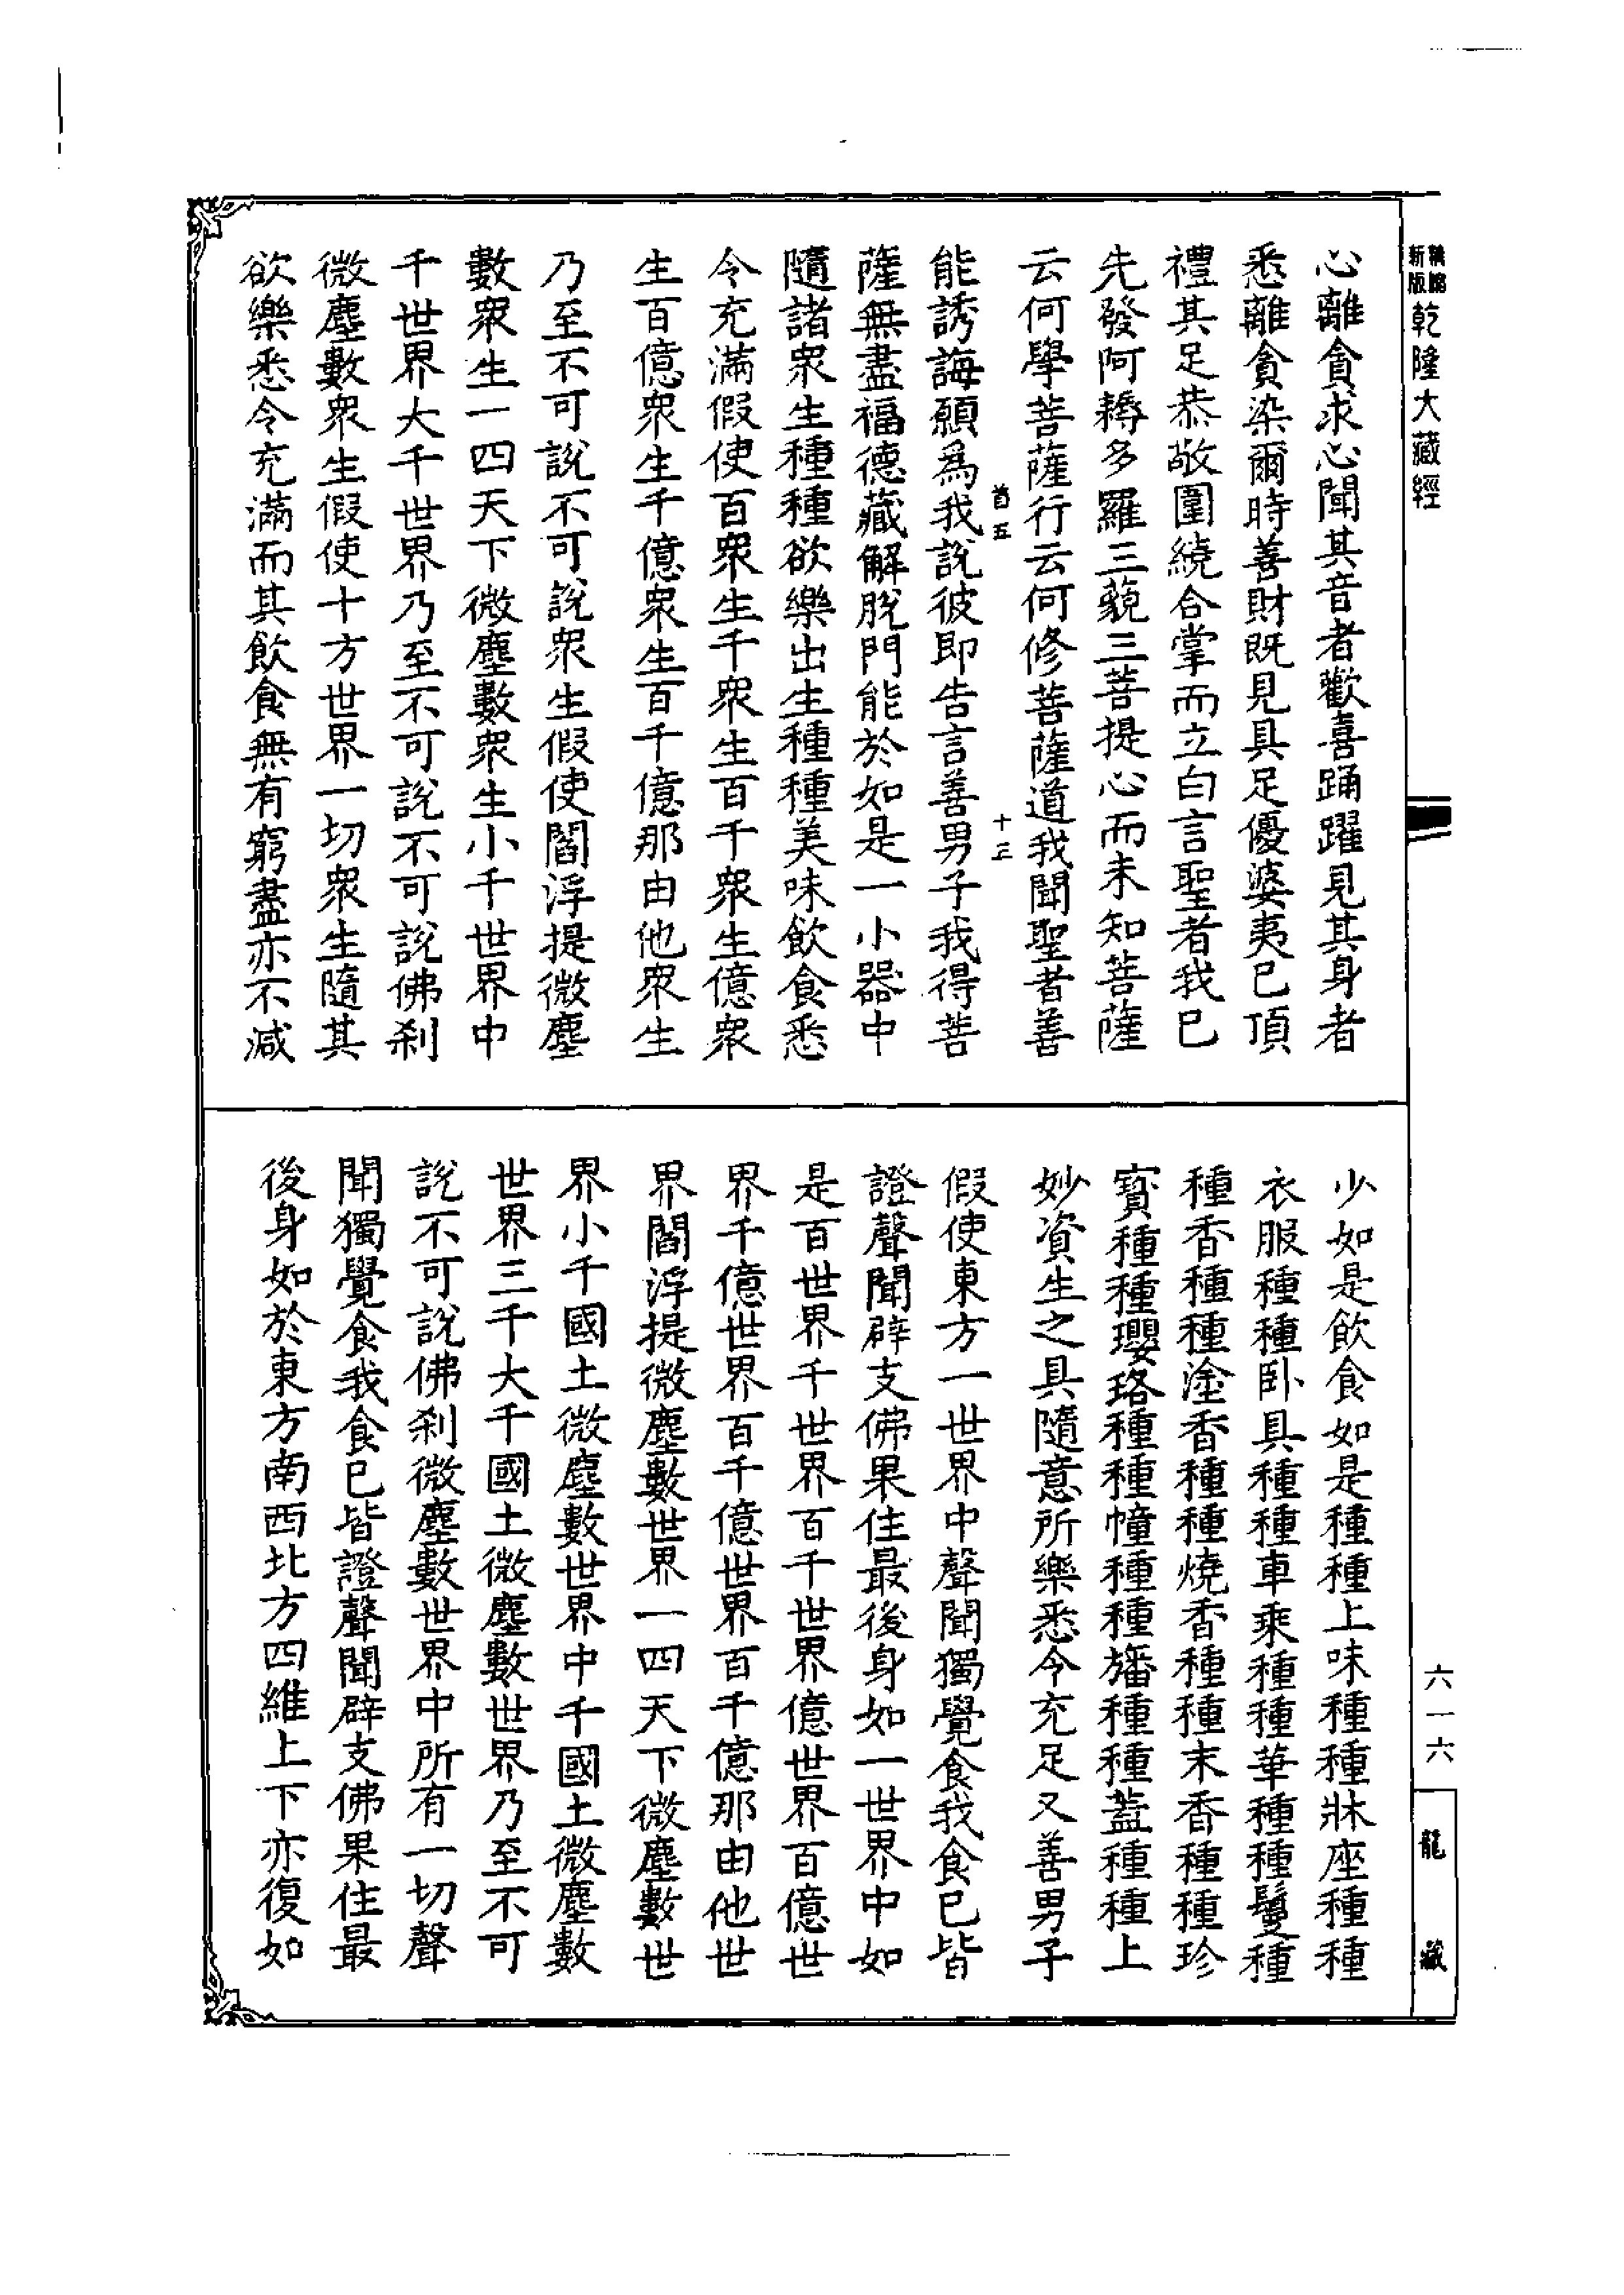 新版
乾隆大藏經
心離貪求心聞其音者歡喜踊躍見其身者
悉離貪染爾時善財既見具足優婆夷已頂
禮其足恭敬圍繞合掌而立白言聖者我已
先發阿耨多羅三藐三菩提心而未知菩薩
云何學菩薩行云何修菩薩道我聞聖者善
首五
十三
能誘誨願為我說彼即告言善男子我得菩
薩無盡福德藏解脫門能於如是一小器中
隨諸眾生種種欲樂出生種種美味飲食悉
令充滿假使百眾生千眾生百千眾生億眾
生百億眾生千億眾生百千億那由他眾生
乃至不可說不可說眾生假使閻浮提微塵
數眾生一四天下微塵數眾生小千世界中
千世界大千世界乃至不可說不可說佛剎
微塵數眾生假使十方世界一切眾生隨其
欲樂悉令充滿而其飲食無有窮盡亦不減
少如是飲食如是種種上味種種牀座種種
衣服種種臥具種種車乘種種華種種鬘種
種香種種塗香種種燒香種種末香種種珍
寶種種瓔珞種種幢種種旛種種蓋種種上
妙資生之具隨意所樂悉令充足又善男子
假使東方一世界中聲聞獨覺食我食已皆
證聲聞辟支佛果住最後身如一世界中如
是百世界千世界百千世界億世界百億世
界千億世界百千億世界百千億那由他世
界閻浮提微塵數世界一四天下微塵數世
界小千國土微塵數世界中千國土微塵數
世界三千大千國土微塵數世界乃至不可
說不可說佛剎微塵數世界中所有一切聲
聞獨覺食我食已皆證聲聞辟支佛果住最
後身如於東方南西北方四維上下亦復如
六一六
龍藏